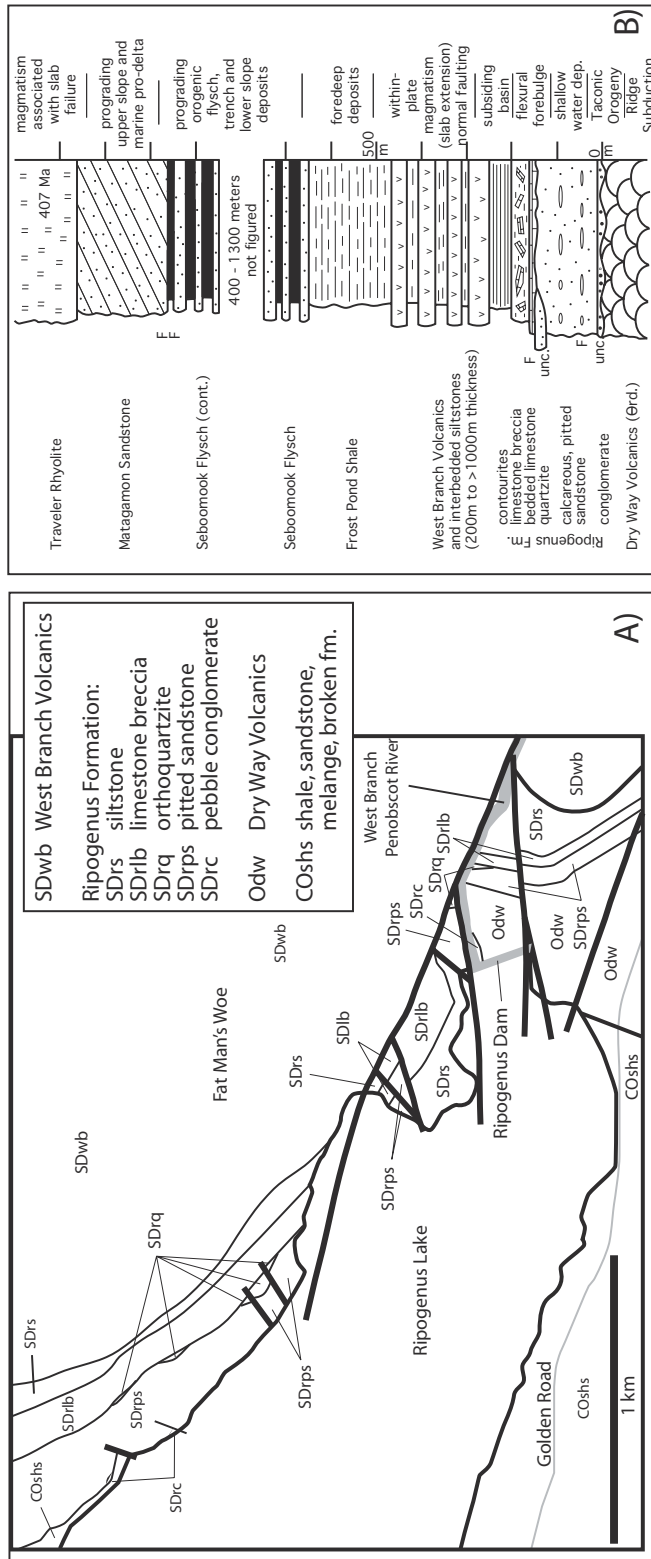 A)
SDwb West Branch Volcanics
Ripogenus Formation:
SDrs siltstone
SDrlb limestone breccia
SDrq orthoquartzite
SDrps pitted sandstone
SDrc pebble conglomerate
Odw Dry Way Volcanics
COshs shale, sandstone,
melange, broken fm.
SDrs
SDrlb
SDrps
COshs
SDrc
SDrq
SDrps
SDwb
Fat Man's Woe
SDwb
SDrs
SDlb
SDrps
SDrlb
SDrs
SDrps
SDrc
SDrq
SDrlb
West Branch
Penobscot River
Odw
Ripogenus Dam
SDrs
SDwb
Odw
SDrps
Odw
Ripogenus Lake
COshs
Golden Road
COshs
1 km
B)
Traveler Rhyolite
Matagamon Sandstone
Seboomook Flysch (cont.)
Seboomook Flysch
Frost Pond Shale
West Branch Volcanics
and interbedded siltstones
(200m to >1000m thickness)
Ripogenus Fm.
contourites
limestone breccia
bedded limestone
quartzite
calcareous, pitted
sandstone
conglomerate
Dry Way Volcanics (Ord.)
407 Ma
F
F
400 - 1300 meters
not figured
500
m
F
unc.
F
unc.
0
m
magmatism
associated
with slab
failure
prograding
upper slope and
marine pro-delta
prograding
orogenic
flysch,
trench and
lower slope
deposits
foredeep
deposits
within-
plate
magmatism
(slab extension)
normal faulting
subsiding
basin
flexural
forebulge
shallow
water dep.
Taconic
Orogeny
Ridge
Subduction